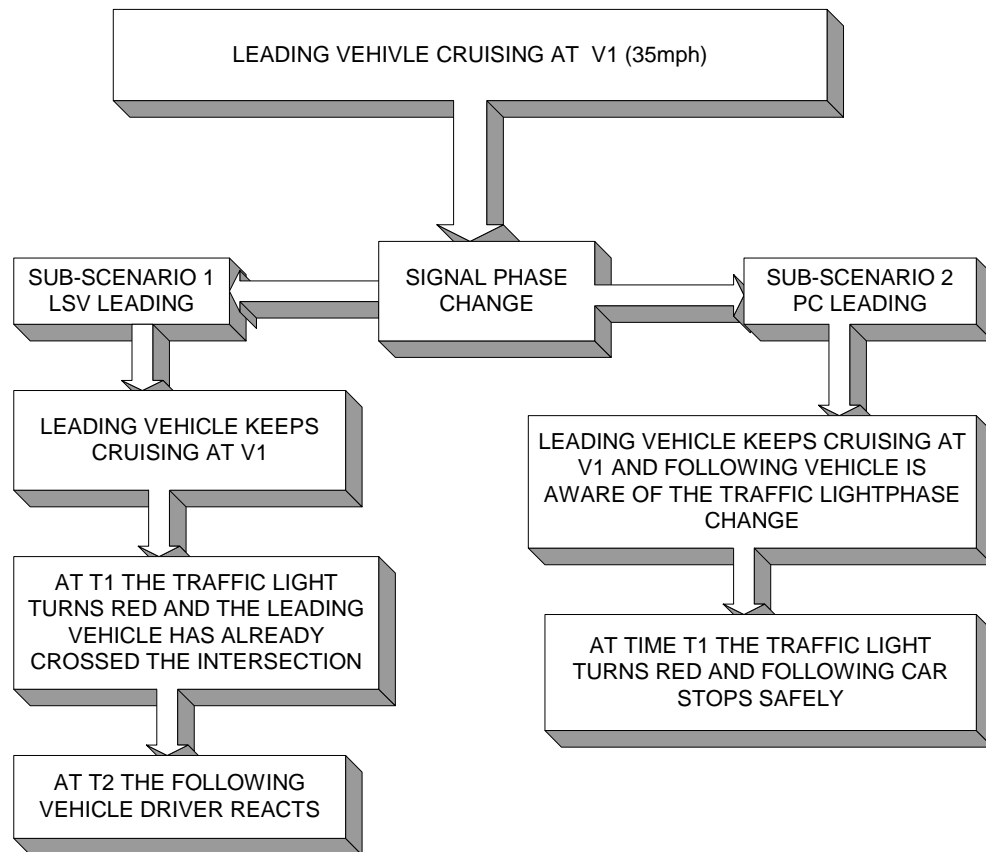 LEADING VEHIVLE CRUISING AT V1 (35mph)
SIGNAL PHASE
CHANGE
SUB-SCENARIO 1
LSV LEADING
LEADING VEHICLE KEEPS
CRUISING AT V1
AT T1 THE TRAFFIC LIGHT
TURNS RED AND THE LEADING
VEHICLE HAS ALREADY
CROSSED THE INTERSECTION
AT T2 THE FOLLOWING
VEHICLE DRIVER REACTS
SUB-SCENARIO 2
PC LEADING
LEADING VEHICLE KEEPS CRUISING AT
V1 AND FOLLOWING VEHICLE IS
AWARE OF THE TRAFFIC LIGHTPHASE
CHANGE
AT TIME T1 THE TRAFFIC LIGHT
TURNS RED AND FOLLOWING CAR
STOPS SAFELY